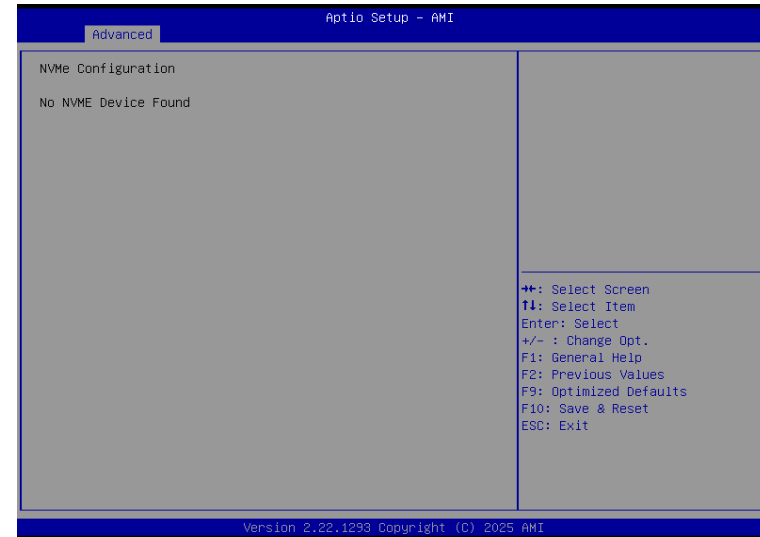 Aptio Setup – AMI
Advanced
NVMe Configuration
No NVME Device Found
→←: Select Screen
↑↓: Select Item
Enter: Select
+/- : Change Opt.
F1: General Help
F2: Previous Values
F9: Optimized Defaults
F10: Save & Reset
ESC: Exit
Version 2.22.1293 Copyright (C) 2025 AMI